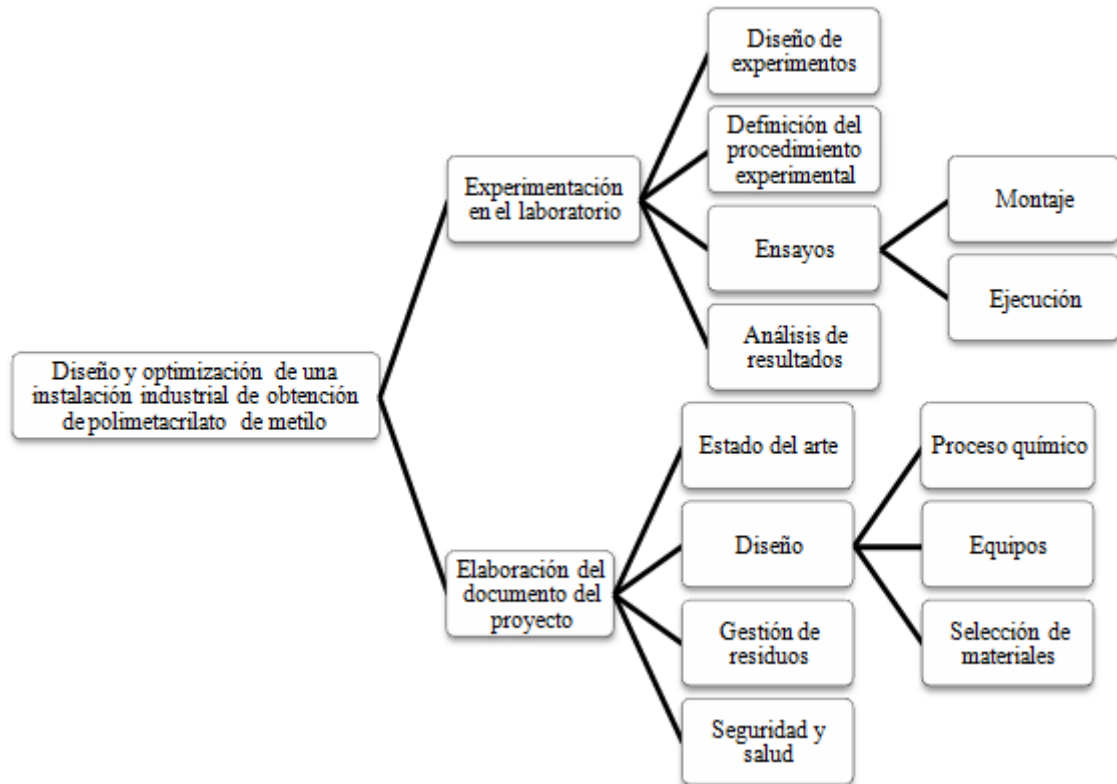 Diseño y optimización de una
instalación industrial de obtención
de polimetacrilato de metilo
Experimentación
en el laboratorio
Diseño de
experimentos
Definición del
procedimiento
experimental
Ensayos
Montaje
Ejecución
Análisis de
resultados
Elaboración del
documento del
proyecto
Estado del arte
Diseño
Proceso químico
Equipos
Selección de
materiales
Gestión de
residuos
Seguridad y
salud